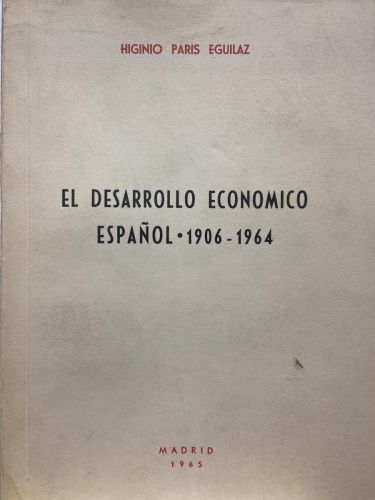 HIGINIO PARIS EGUILAZ
EL DESARROLLO ECONOMICO
ESPAÑOL • 1906 - 1964
MADRID
1965